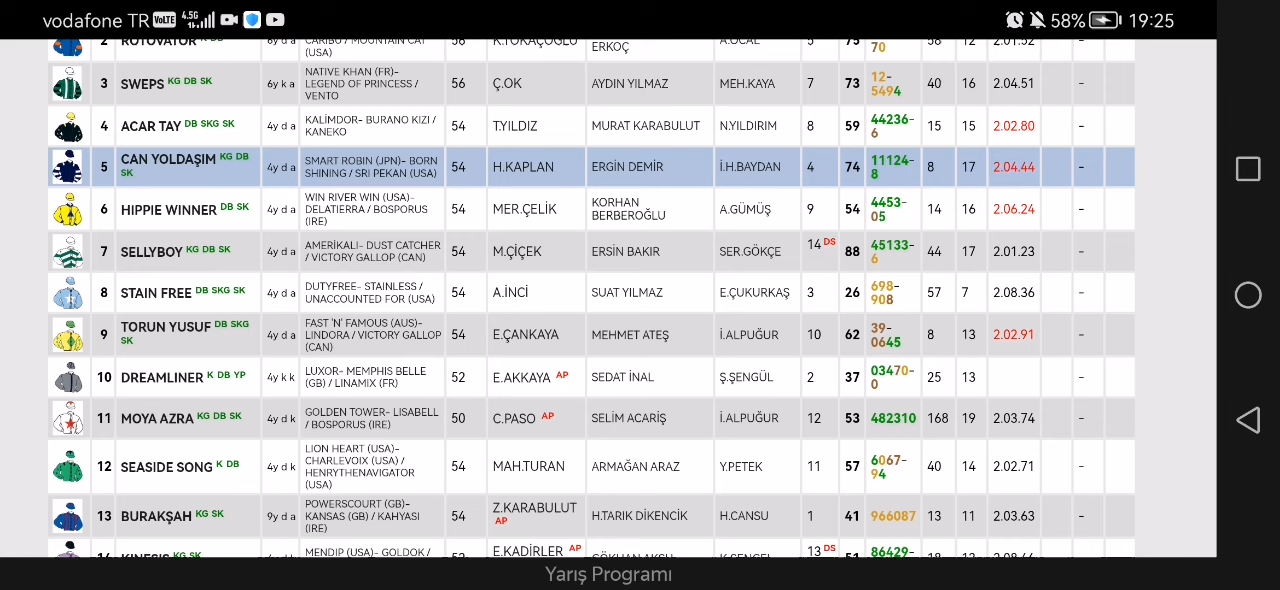 vodafone TR VoLTE 4.5G 58% 19:25
2 ROTOVATOR K DB 6y d a CARIBO / MOUNTAIN CAT 56 K.TOKAÇOĞLU A.ÖCAL 5 75 58 12 2.01.52 -
(USA) ERKOÇ 70
3 SWEPS KG DB SK 6y k a NATIVE KHAN (FR)- LEGEND OF PRINCESS / VENTO 56 Ç.OK AYDIN YILMAZ MEH.KAYA 7 73 12-5494 40 16 2.04.51 -
4 ACAR TAY DB SKG SK 4y d a KALİMDOR- BURANO KIZI / KANEKO 54 T.YILDIZ MURAT KARABULUT N.YILDIRIM 8 59 44236-6 15 15 2.02.80 -
5 CAN YOLDAŞIM KG DB SK 4y d a SMART ROBIN (JPN)- BORN SHINING / SRI PEKAN (USA) 54 H.KAPLAN ERGİN DEMİR İ.H.BAYDAN 4 74 11124-8 8 17 2.04.44 -
6 HIPPIE WINNER DB SK 4y d a WIN RIVER WIN (USA)- DELATIERRA / BOSPORUS (IRE) 54 MER.ÇELİK KORHAN BERBEROĞLU A.GÜMÜŞ 9 54 4453-05 14 16 2.06.24 -
7 SELLYBOY KG DB SK 4y d a AMERİKALI- DUST CATCHER / VICTORY GALLOP (CAN) 54 M.ÇİÇEK ERSİN BAKIR SER.GÖKÇE 14 DS 88 45133-6 44 17 2.01.23 -
8 STAIN FREE DB SKG SK 4y d a DUTYFREE- STAINLESS / UNACCOUNTED FOR (USA) 54 A.İNCİ SUAT YILMAZ E.ÇUKURKAŞ 3 26 698-908 57 7 2.08.36 -
9 TORUN YUSUF DB SKG SK 4y d a FAST 'N' FAMOUS (AUS)- LINDORA / VICTORY GALLOP (CAN) 54 E.ÇANKAYA MEHMET ATEŞ İ.ALPUĞUR 10 62 39-0645 8 13 2.02.91 -
10 DREAMLINER K DB YP 4y k k LUXOR- MEMPHIS BELLE (GB) / LINAMIX (FR) 52 E.AKKAYA AP SEDAT İNAL Ş.ŞENGÜL 2 37 03470-0 25 13 -
11 MOYA AZRA KG DB SK 4y d k GOLDEN TOWER- LISABELL / BOSPORUS (IRE) 50 C.PASO AP SELİM ACARİŞ İ.ALPUĞUR 12 53 482310 168 19 2.03.74 -
12 SEASIDE SONG K DB 4y d k LION HEART (USA)- CHARLEVOIX (USA) / HENRYTHENAVIGATOR (USA) 54 MAH.TURAN ARMAĞAN ARAZ Y.PETEK 11 57 6067-94 40 14 2.02.71 -
13 BURAKŞAH KG SK 9y d a POWERSCOURT (GB)- KANSAS (GB) / KAHYASI (IRE) 54 Z.KARABULUT AP H.TARIK DİKENCİK H.CANSU 1 41 966087 13 11 2.03.63 -
14 KINESIS KG SK MENDIP (USA)- GOLDOK / 52 E.KADİRLER AP 13 DS 51 86429-
Yarış Programı